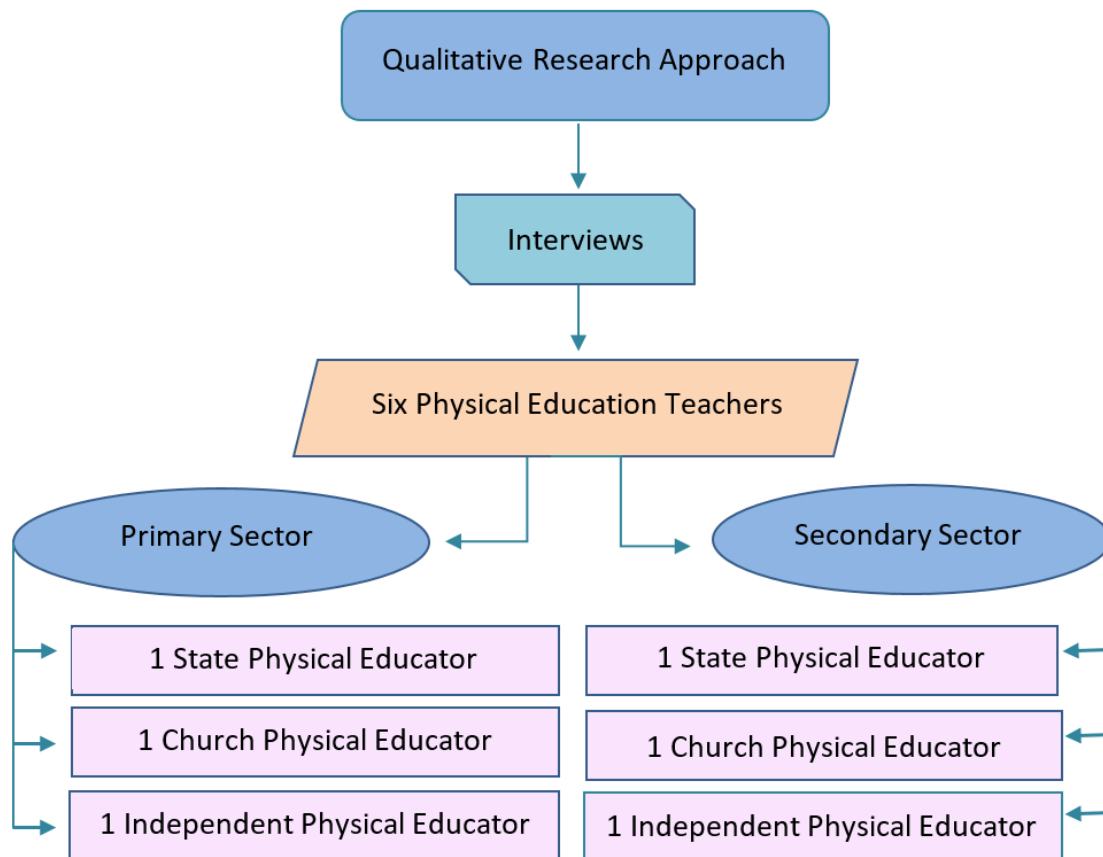 Qualitative Research Approach
Interviews
Six Physical Education Teachers
Primary Sector
Secondary Sector
1 State Physical Educator
1 State Physical Educator
1 Church Physical Educator
1 Church Physical Educator
1 Independent Physical Educator
1 Independent Physical Educator